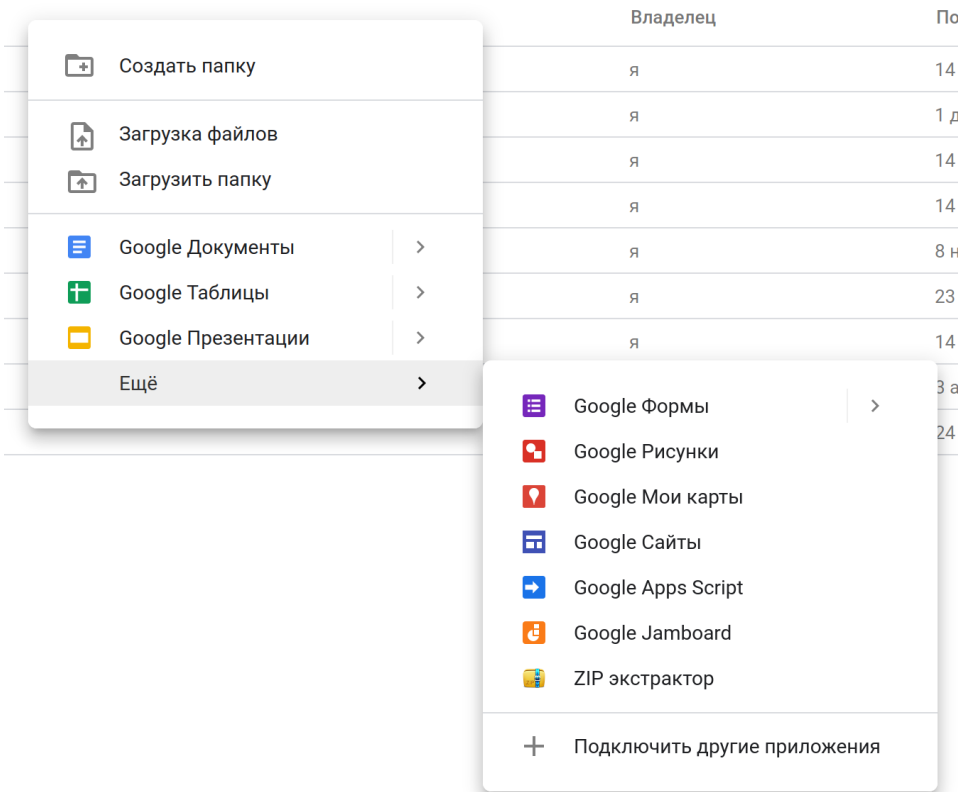 Владелец
Создать папку
я
14
Загрузка файлов
я
1
я
14
Загрузить папку
я
14
Google Документы
я
8
Google Таблицы
я
23
Google Презентации
я
14
Ещё
3
Google Формы
24
Google Рисунки
Google Мои карты
Google Сайты
Google Apps Script
Google Jamboard
ZIP экстрактор
Подключить другие приложения